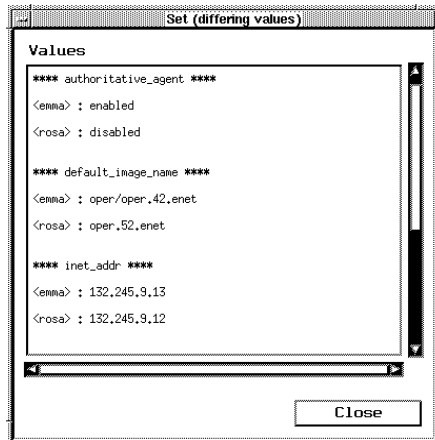 Set (differing values)
Values
**** authoritative_agent ****
<emma> : enabled
<rosa> : disabled
**** default_image_name ****
<emma> : oper/oper.42.enet
<rosa> : oper.52.enet
**** inet_addr ****
<emma> : 132.245.9.13
<rosa> : 132.245.9.12
Close